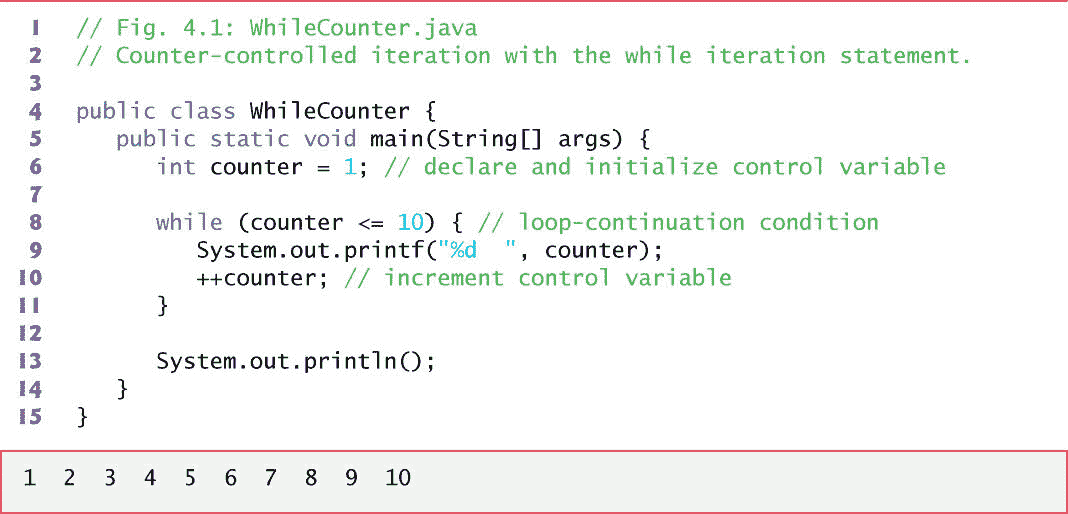 1 // Fig. 4.1: WhileCounter.java
2 // Counter-controlled iteration with the while iteration statement.
3
4 public class WhileCounter {
5    public static void main(String[] args) {
6       int counter = 1; // declare and initialize control variable
7
8       while (counter <= 10) { // loop-continuation condition
9          System.out.printf("%d  ", counter);
10          ++counter; // increment control variable
11       }
12
13       System.out.println();
14    }
15 }
1  2  3  4  5  6  7  8  9  10